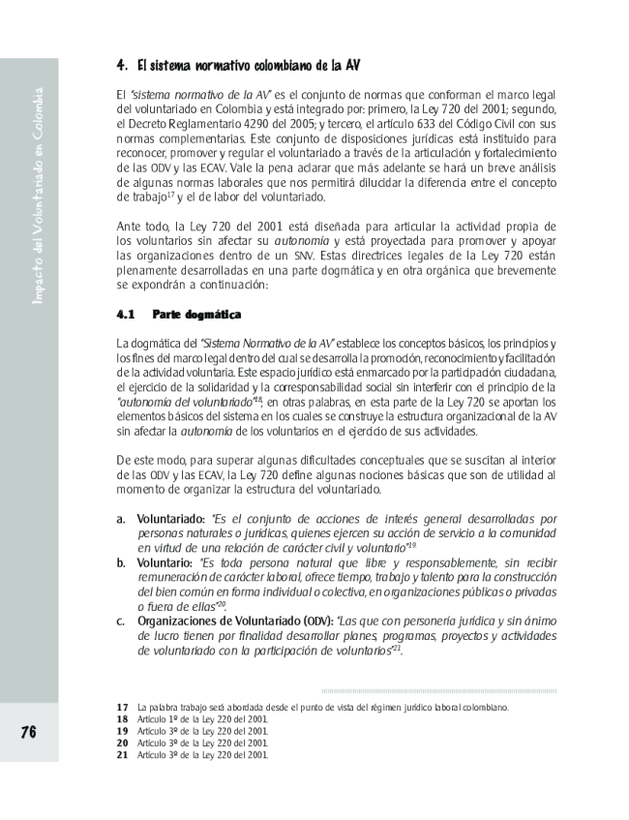 Impacto del Voluntariado en Colombia
4. El sistema normativo colombiano de la AV
El “sistema normativo de la AV” es el conjunto de normas que conforman el marco legal
del voluntariado en Colombia y está integrado por: primero, la Ley 720 del 2001; segundo,
el Decreto Reglamentario 4290 del 2005; y tercero, el artículo 633 del Código Civil con sus
normas complementarias. Este conjunto de disposiciones jurídicas está instituido para
reconocer, promover y regular el voluntariado a través de la articulación y fortalecimiento
de las ODV y las ECAV. Vale la pena aclarar que más adelante se hará un breve análisis
de algunas normas laborales que nos permitirá dilucidar la diferencia entre el concepto
de trabajo17 y el de labor del voluntariado.
Ante todo, la Ley 720 del 2001 está diseñada para articular la actividad propia de
los voluntarios sin afectar su autonomía y está proyectada para promover y apoyar
las organizaciones dentro de un SNV. Estas directrices legales de la Ley 720 están
plenamente desarrolladas en una parte dogmática y en otra orgánica que brevemente
se expondrán a continuación:
4.1 Parte dogmática
La dogmática del “Sistema Normativo de la AV” establece los conceptos básicos, los principios y
los fines del marco legal dentro del cual se desarrolla la promoción, reconocimiento y facilitación
de la actividad voluntaria. Este espacio jurídico está enmarcado por la participación ciudadana,
el ejercicio de la solidaridad y la corresponsabilidad social sin interferir con el principio de la
“autonomía del voluntariado”18; en otras palabras, en esta parte de la Ley 720 se aportan los
elementos básicos del sistema en los cuales se construye la estructura organizacional de la AV
sin afectar la autonomía de los voluntarios en el ejercicio de sus actividades.
De este modo, para superar algunas dificultades conceptuales que se suscitan al interior
de las ODV y las ECAV, la Ley 720 define algunas nociones básicas que son de utilidad al
momento de organizar la estructura del voluntariado.
a. Voluntariado: “Es el conjunto de acciones de interés general desarrolladas por
personas naturales o jurídicas, quienes ejercen su acción de servicio a la comunidad
en virtud de una relación de carácter civil y voluntario”19.
b. Voluntario: “Es toda persona natural que libre y responsablemente, sin recibir
remuneración de carácter laboral, ofrece tiempo, trabajo y talento para la construcción
del bien común en forma individual o colectiva, en organizaciones públicas o privadas
o fuera de ellas”20.
c. Organizaciones de Voluntariado (ODV): “Las que con personería jurídica y sin ánimo
de lucro tienen por finalidad desarrollar planes, programas, proyectos y actividades
de voluntariado con la participación de voluntarios”21.
17 La palabra trabajo será abordada desde el punto de vista del régimen jurídico laboral colombiano.
18 Artículo 1º de la Ley 220 del 2001.
19 Artículo 3º de la Ley 220 del 2001.
20 Artículo 3º de la Ley 220 del 2001.
21 Artículo 3º de la Ley 220 del 2001.
76